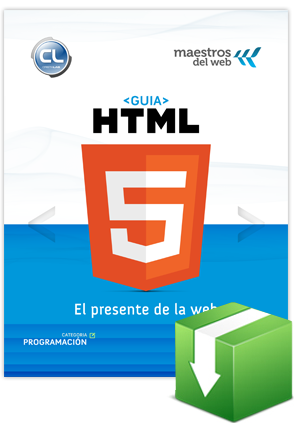 CL
maestros
del web
<GUIA>
HTML
5
El presente de la web
CATEGORIA
PROGRAMACIÓN